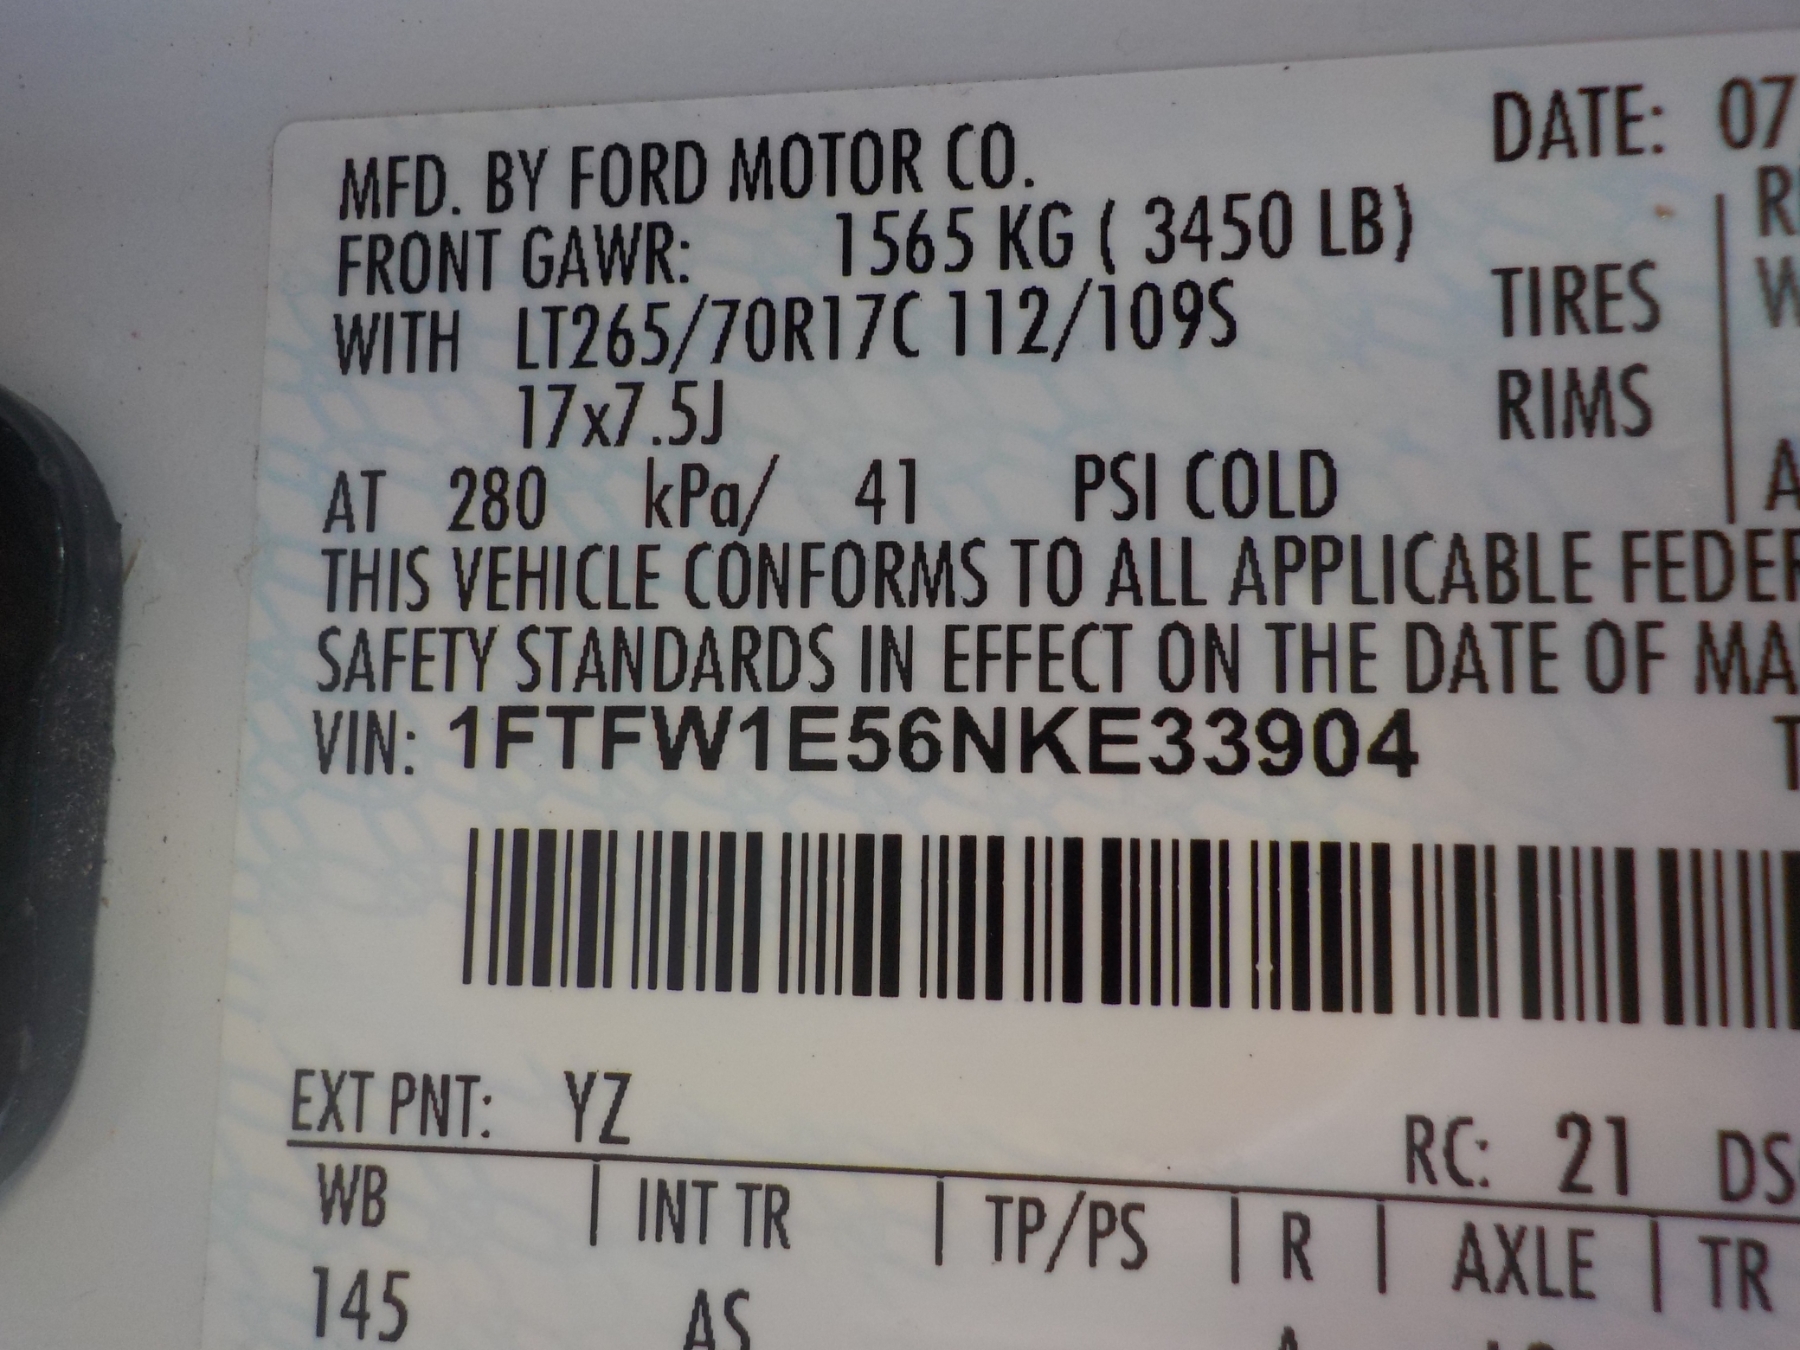 MFD. BY FORD MOTOR CO. DATE: 07
FRONT GAWR: 1565 KG ( 3450 LB)
WITH LT265/70R17C 112/109S TIRES
17x7.5J RIMS
AT 280 kPa/ 41 PSI COLD
THIS VEHICLE CONFORMS TO ALL APPLICABLE FEDER
SAFETY STANDARDS IN EFFECT ON THE DATE OF MA
VIN: 1FTFW1E56NKE33904
EXT PNT: YZ RC: 21 DS
WB | INT TR | TP/PS | R | AXLE | TR
145 AS